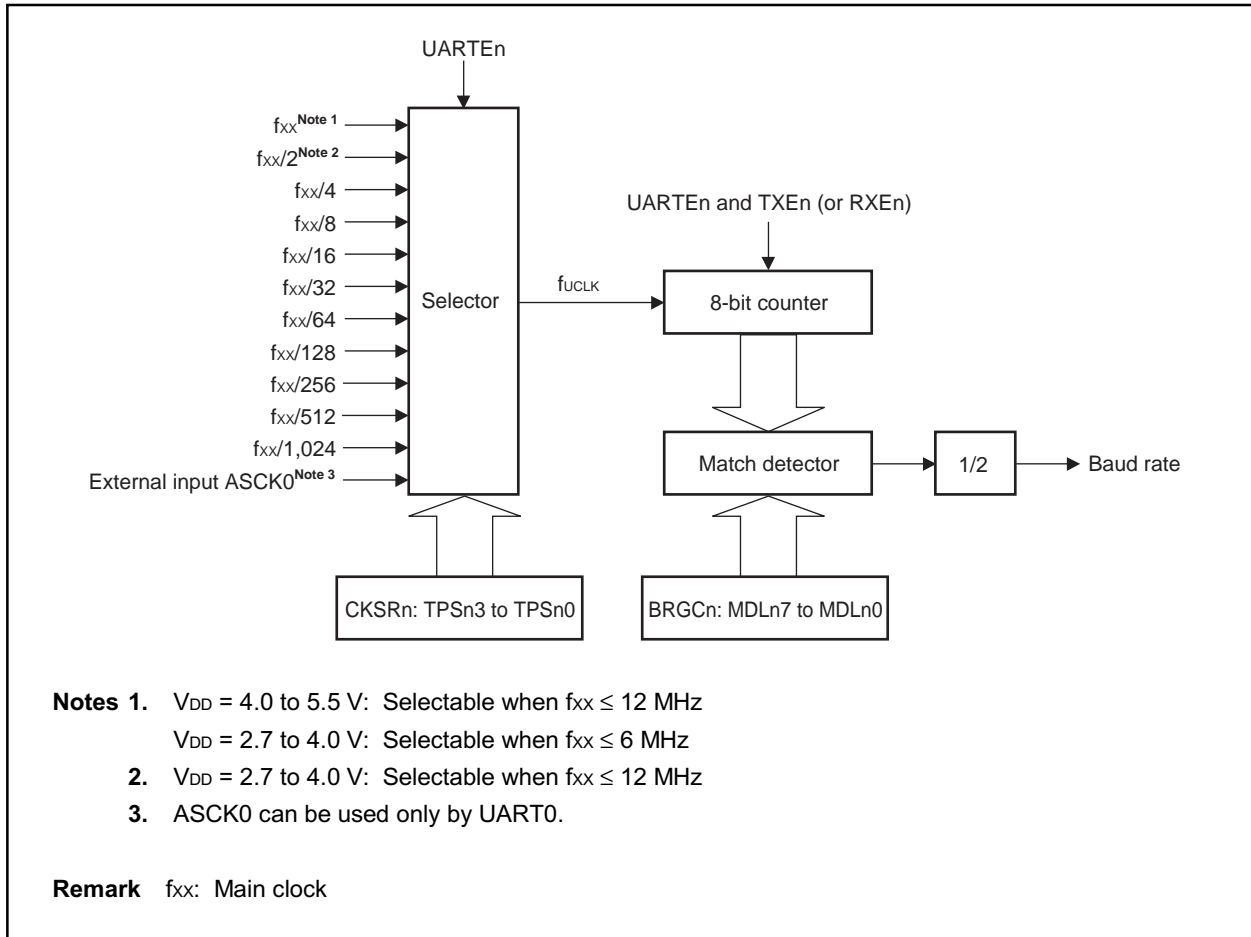 UARTEn
fxxNote 1
fxx/2Note 2
fxx/4
fxx/8
fxx/16
fxx/32
fxx/64
fxx/128
fxx/256
fxx/512
fxx/1,024
External input ASCK0Note 3
Selector
fUCLK
UARTEn and TXEn (or RXEn)
8-bit counter
Match detector
1/2
Baud rate
CKSRn: TPSn3 to TPSn0
BRGCn: MDLn7 to MDLn0
Notes 1. VDD = 4.0 to 5.5 V: Selectable when fxx ≤ 12 MHz
VDD = 2.7 to 4.0 V: Selectable when fxx ≤ 6 MHz
2. VDD = 2.7 to 4.0 V: Selectable when fxx ≤ 12 MHz
3. ASCK0 can be used only by UART0.
Remark fxx: Main clock